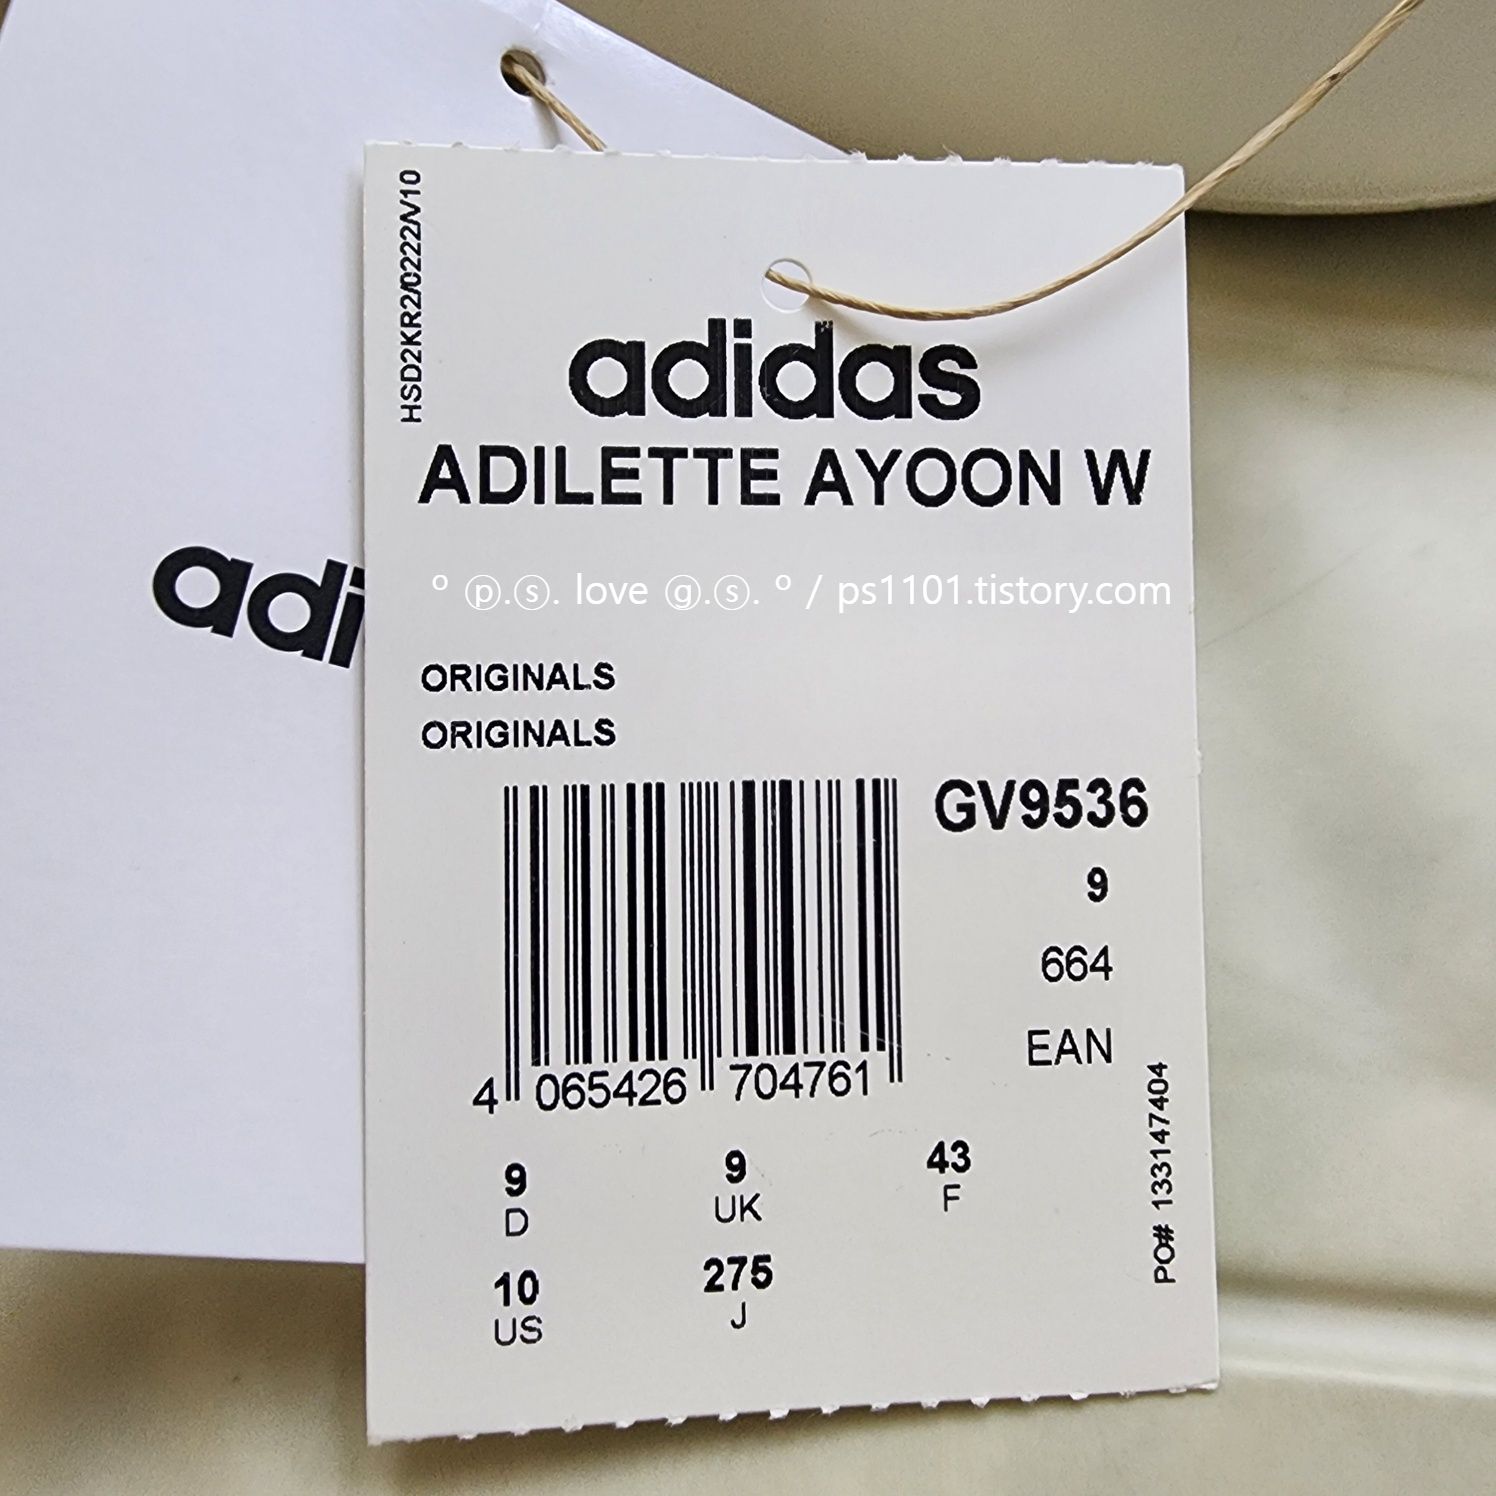 HSD2KR2/0222/V10
adidas
ADILETTE AYOON W
° ⓟ.ⓢ. love ⓖ.ⓢ. ° / ps1101.tistory.com
adi
ORIGINALS
ORIGINALS
GV9536
9
664
EAN
4 065426 704761
PO# 133147404
9 9 43
D UK F
10 275
US J